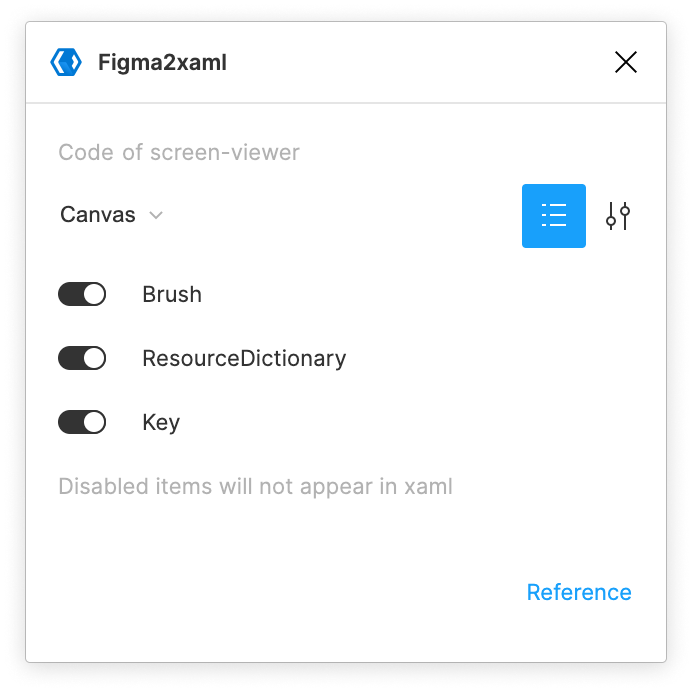 Figma2xaml
Code of screen-viewer
Canvas
Brush
ResourceDictionary
Key
Disabled items will not appear in xaml
Reference